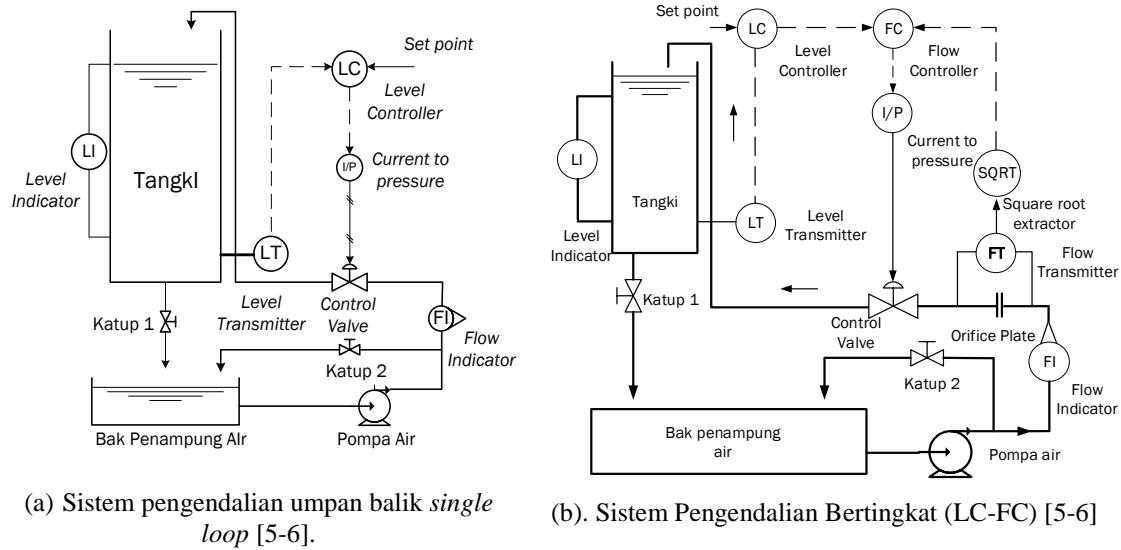 Set point
LC
Level
Controller
LI
Level
Indicator
TangkI
I/P
Current to
pressure
LT
Katup 1
Level
Transmitter
Control
Valve
FI
Flow
Indicator
Katup 2
Bak Penampung AIr
Pompa Air
(a) Sistem pengendalian umpan balik single
loop [5-6].
Set point
LC
FC
Level
Controller
Flow
Controller
I/P
LI
Current to
pressure
SQRT
Tangki
Square root
extractor
LT
Level
Transmitter
Level
Indicator
FT
Flow
Transmitter
Katup 1
Control
Valve
Orifice Plate
FI
Katup 2
Flow
Indicator
Bak penampung
air
Pompa air
(b). Sistem Pengendalian Bertingkat (LC-FC) [5-6]